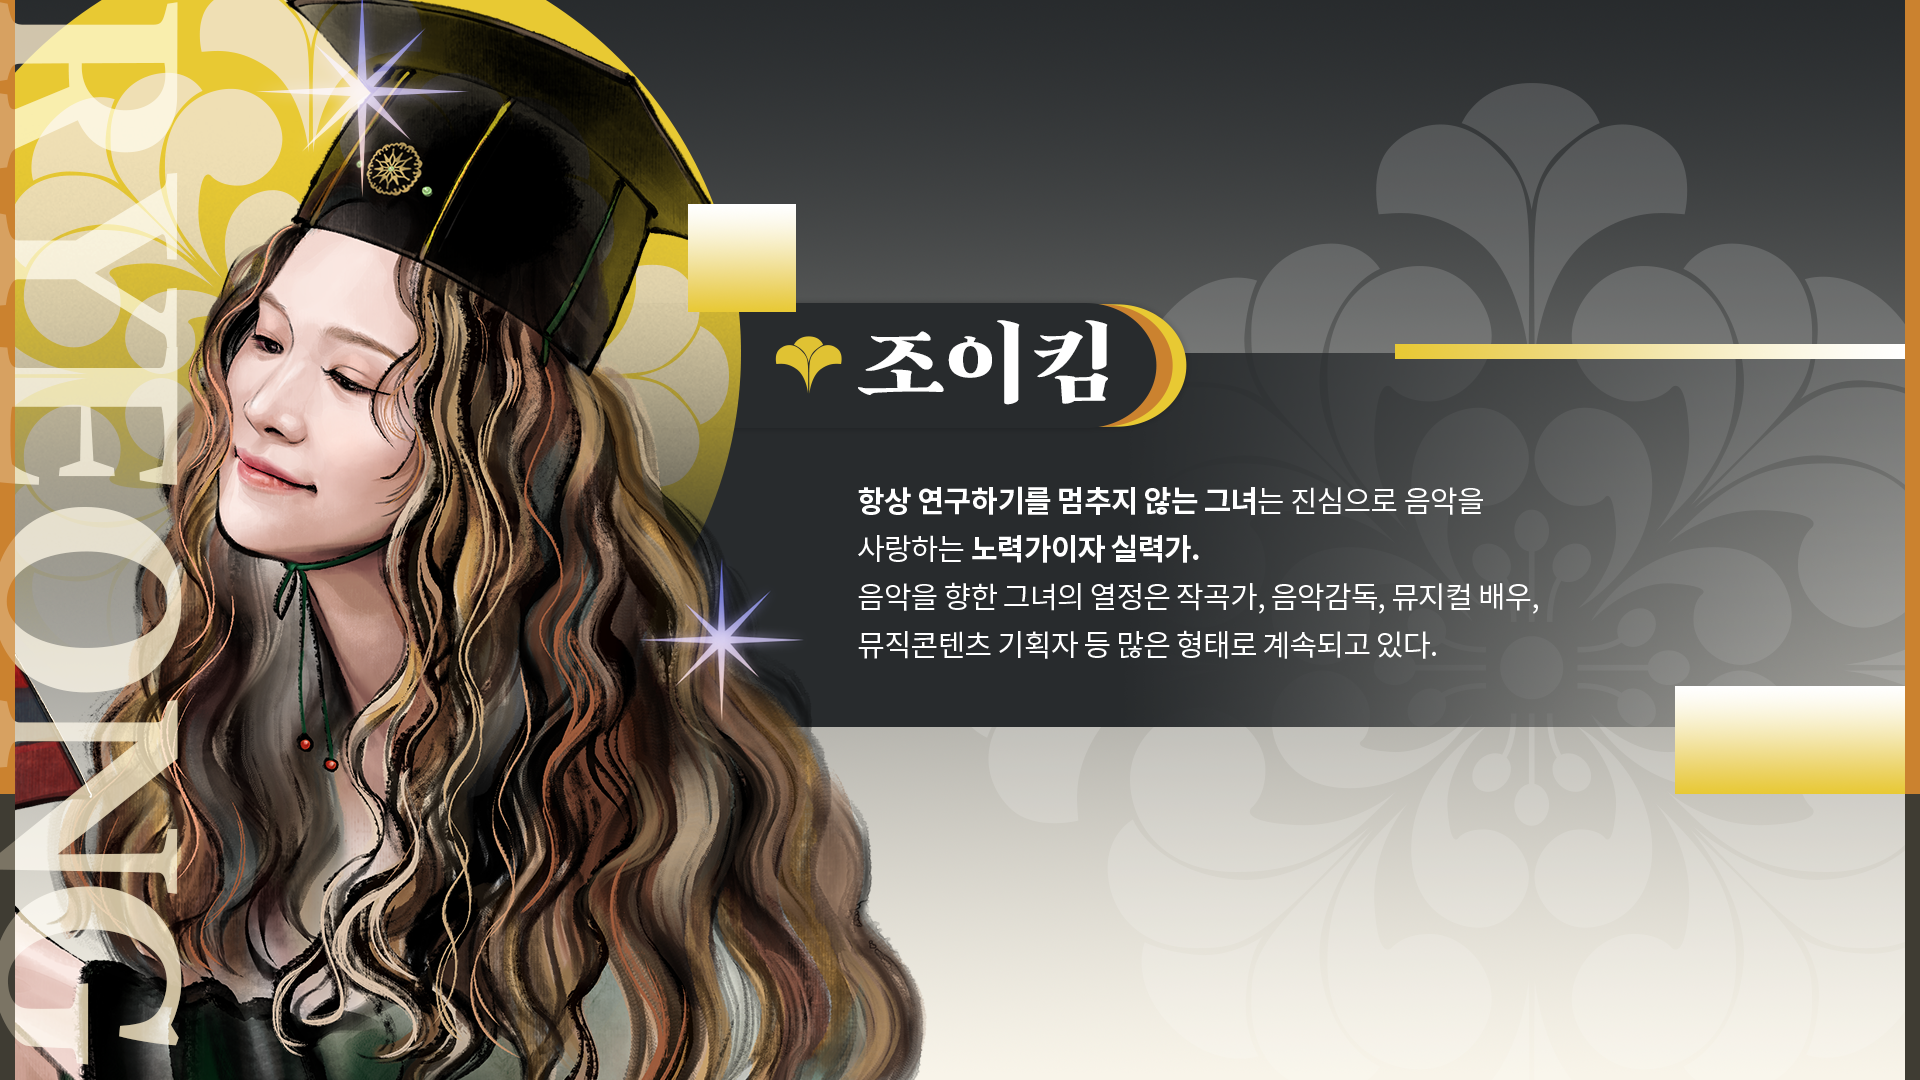 RYEONG
조이킴
항상 연구하기를 멈추지 않는 그녀는 진심으로 음악을
사랑하는 노력가이자 실력가.
음악을 향한 그녀의 열정은 작곡가, 음악감독, 뮤지컬 배우,
뮤직콘텐츠 기획자 등 많은 형태로 계속되고 있다.